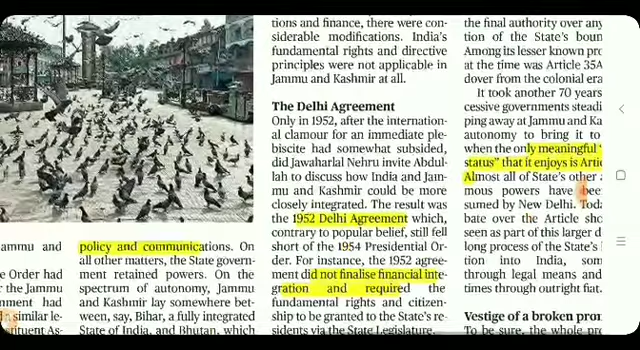 ammu and
e Order had
r the Jammu
nment had
similar le-
ituent As-
policy and communications. On
all other matters, the State govern-
ment retained powers. On the
spectrum of autonomy, Jammu
and Kashmir lay somewhere bet-
ween, say, Bihar, a fully integrated
State of India, and Bhutan, which
tions and finance, there were con-
siderable modifications. India's
fundamental rights and directive
principles were not applicable in
Jammu and Kashmir at all.
The Delhi Agreement
Only in 1952, after the internation-
al clamour for an immediate ple-
biscite had somewhat subsided,
did Jawaharlal Nehru invite Abdul-
lah to discuss how India and Jam-
mu and Kashmir could be more
closely integrated. The result was
the 1952 Delhi Agreement which,
contrary to popular belief, still fell
short of the 1954 Presidential Or-
der. For instance, the 1952 agree-
ment did not finalise financial inte-
gration and required the
fundamental rights and citizen-
ship to be granted to the State's re-
sidents via the State Legislature.
the final authority over any
tion of the State's boun
Among its lesser known pro
at the time was Article 35A
dover from the colonial era
It took another 70 years
cessive governments steadi
ping away at Jammu and Ka
autonomy to bring it to
when the only meaningful
status" that it enjoys is Artic
Almost all of State's other
mous powers have bee
sumed by New Delhi. Toda
bate over the Article sho
seen as part of this larger d
long process of the State's
tion into India, som
through legal means and
times through outright fiat.
Vestige of a broken pro
To be sure, the whole pro